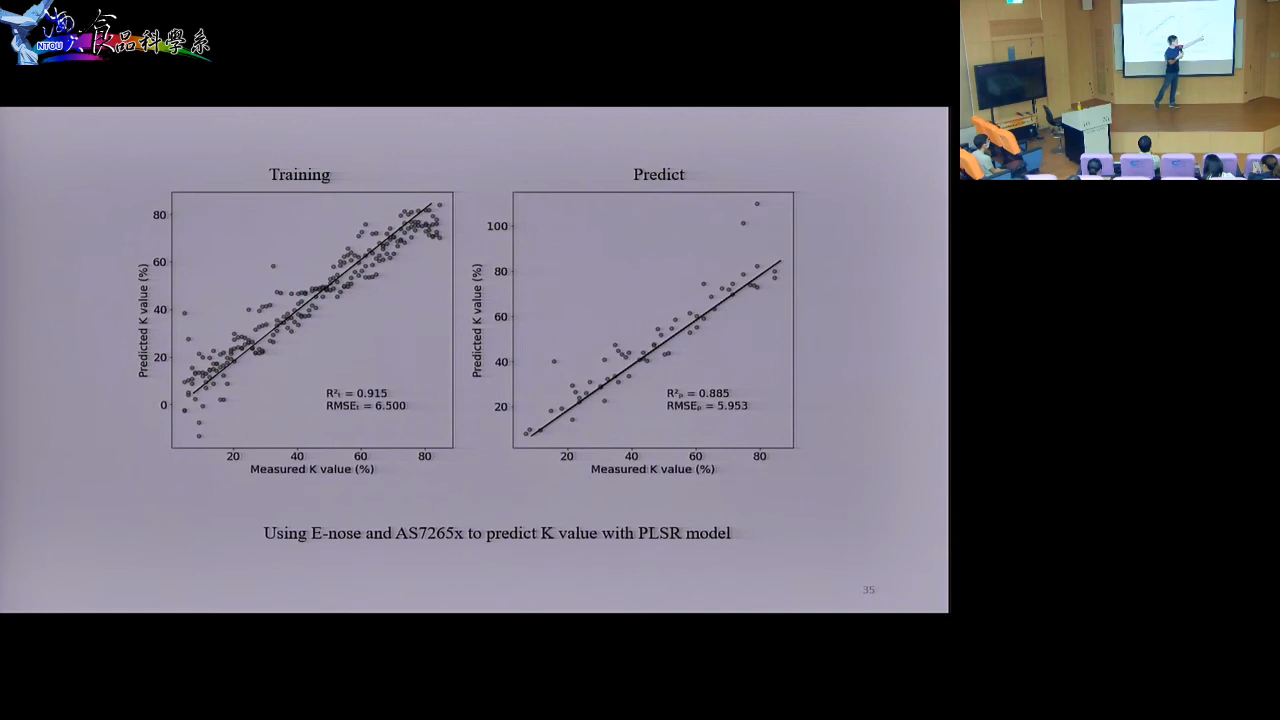 NTOU
海大食品科學系
Training
Predict
80
60
40
20
0
Predicted K value (%)
R²ₜ = 0.915
RMSEₜ = 6.500
20
40
60
80
Measured K value (%)
100
80
60
40
20
Predicted K value (%)
R²ₚ = 0.885
RMSEₚ = 5.953
20
40
60
80
Measured K value (%)
Using E-nose and AS7265x to predict K value with PLSR model
35